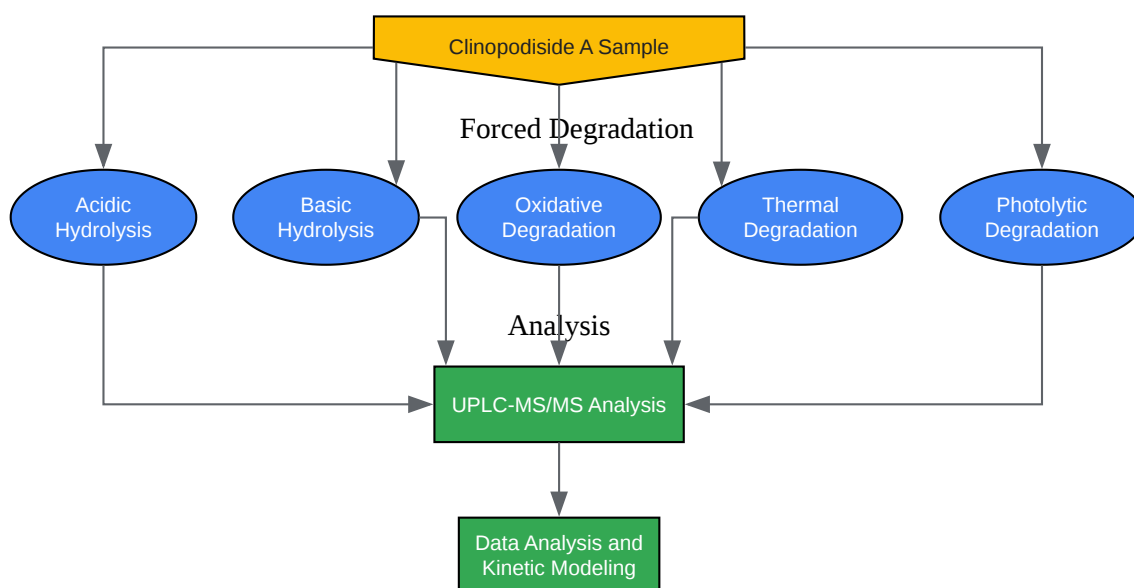 Clinopodiside A Sample
Forced Degradation
Acidic
Hydrolysis
Basic
Hydrolysis
Oxidative
Degradation
Thermal
Degradation
Photolytic
Degradation
Analysis
UPLC-MS/MS Analysis
Data Analysis and
Kinetic Modeling